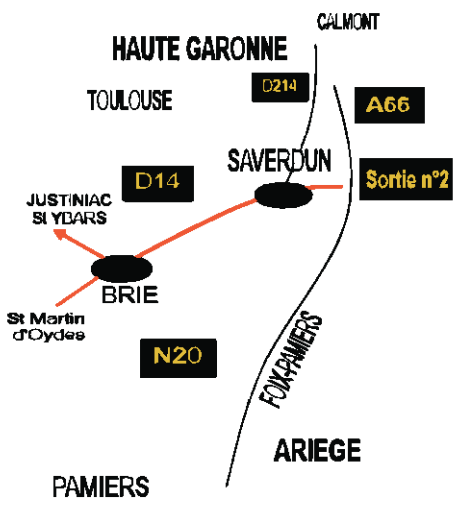 CALMONT
HAUTE GARONNE
D214
TOULOUSE
A66
SAVERDUN
D14
Sortie n°2
JUSTINIAC
St YBARS
BRIE
St Martin
d'Oydes
N20
FOIX-PAMIERS
ARIEGE
PAMIERS